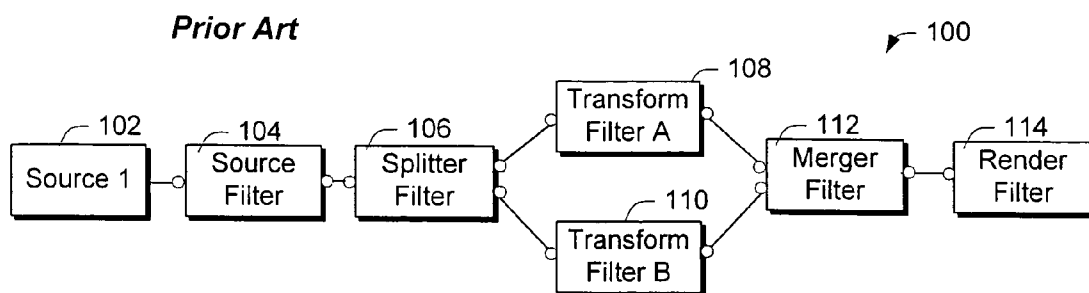 Prior Art
100
108
Transform
Filter A
102
Source 1
104
Source
Filter
106
Splitter
Filter
112
Merger
Filter
114
Render
Filter
110
Transform
Filter B